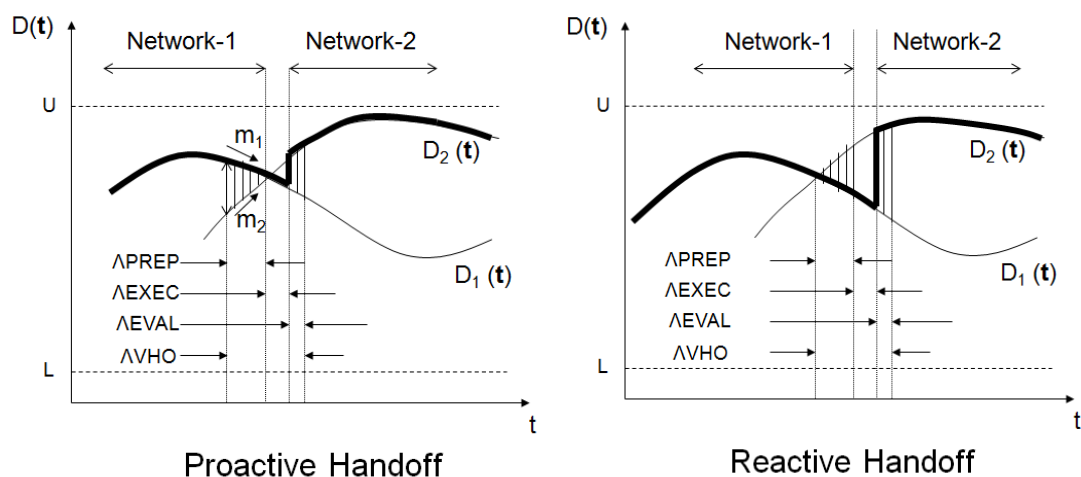 D(t)
Network-1
Network-2
U
m1
m2
D2 (t)
D1 (t)
ΛPREP
ΛEXEC
ΛEVAL
ΛVHO
L
t
Proactive Handoff
D(t)
Network-1
Network-2
U
D2 (t)
D1 (t)
ΛPREP
ΛEXEC
ΛEVAL
ΛVHO
L
t
Reactive Handoff